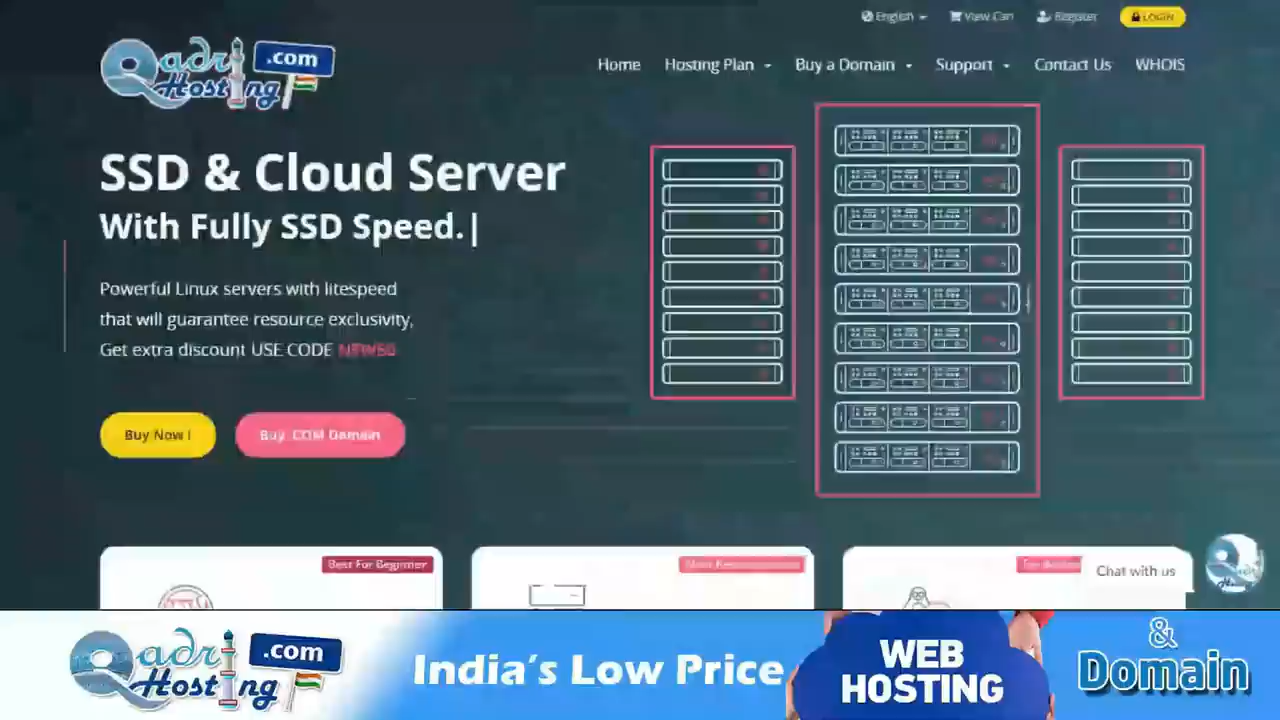 English
View Cart
Register
LOGIN
Qadri Hosting .com
Home
Hosting Plan
Buy a Domain
Support
Contact Us
WHOIS
SSD & Cloud Server
With Fully SSD Speed.|
Powerful Linux servers with litespeed
that will guarantee resource exclusivity,
Get extra discount USE CODE
Buy Now !
Buy .COM Domain
Best For Beginner
Chat with us
Qadri Hosting .com
India's Low Price
WEB
HOSTING
&
Domain